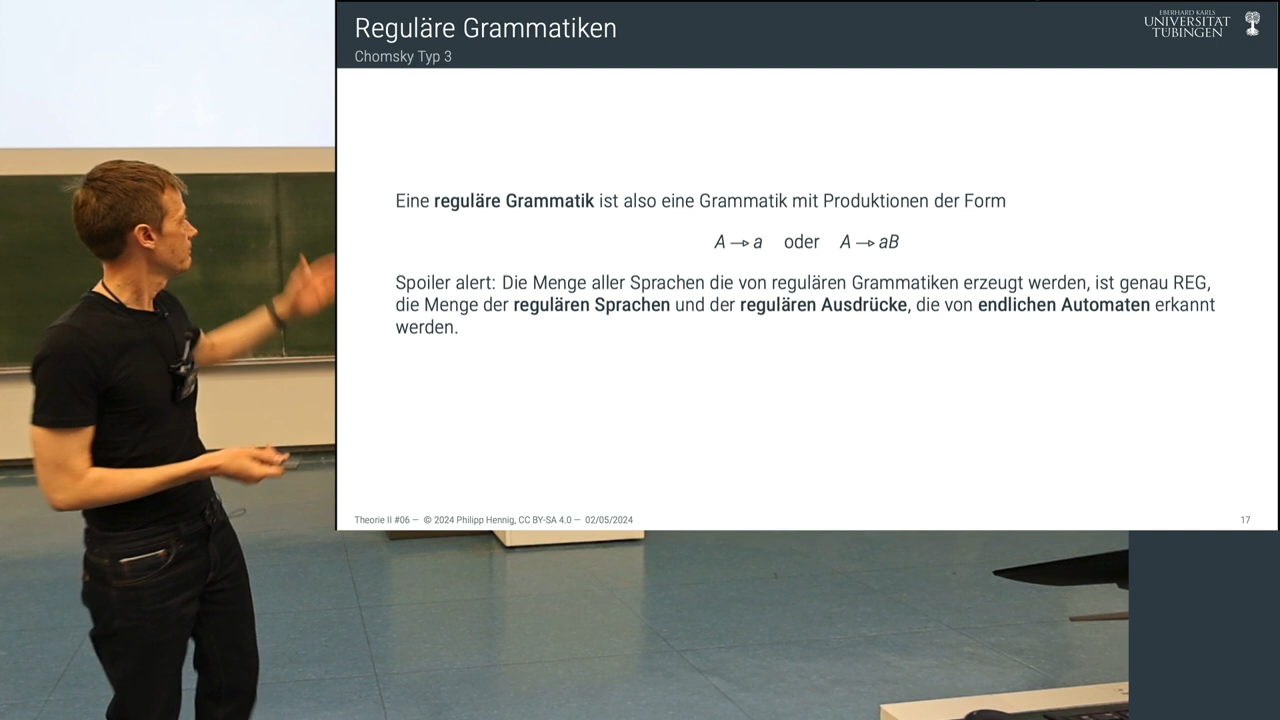 Reguläre Grammatiken
Chomsky Typ 3
EBERHARD KARLS
UNIVERSITÄT
TÜBINGEN
Eine reguläre Grammatik ist also eine Grammatik mit Produktionen der Form
A → a oder A → aB
Spoiler alert: Die Menge aller Sprachen die von regulären Grammatiken erzeugt werden, ist genau REG,
die Menge der regulären Sprachen und der regulären Ausdrücke, die von endlichen Automaten erkannt
werden.
Theorie II #06 — © 2024 Philipp Hennig, CC BY-SA 4.0 — 02/05/2024
17